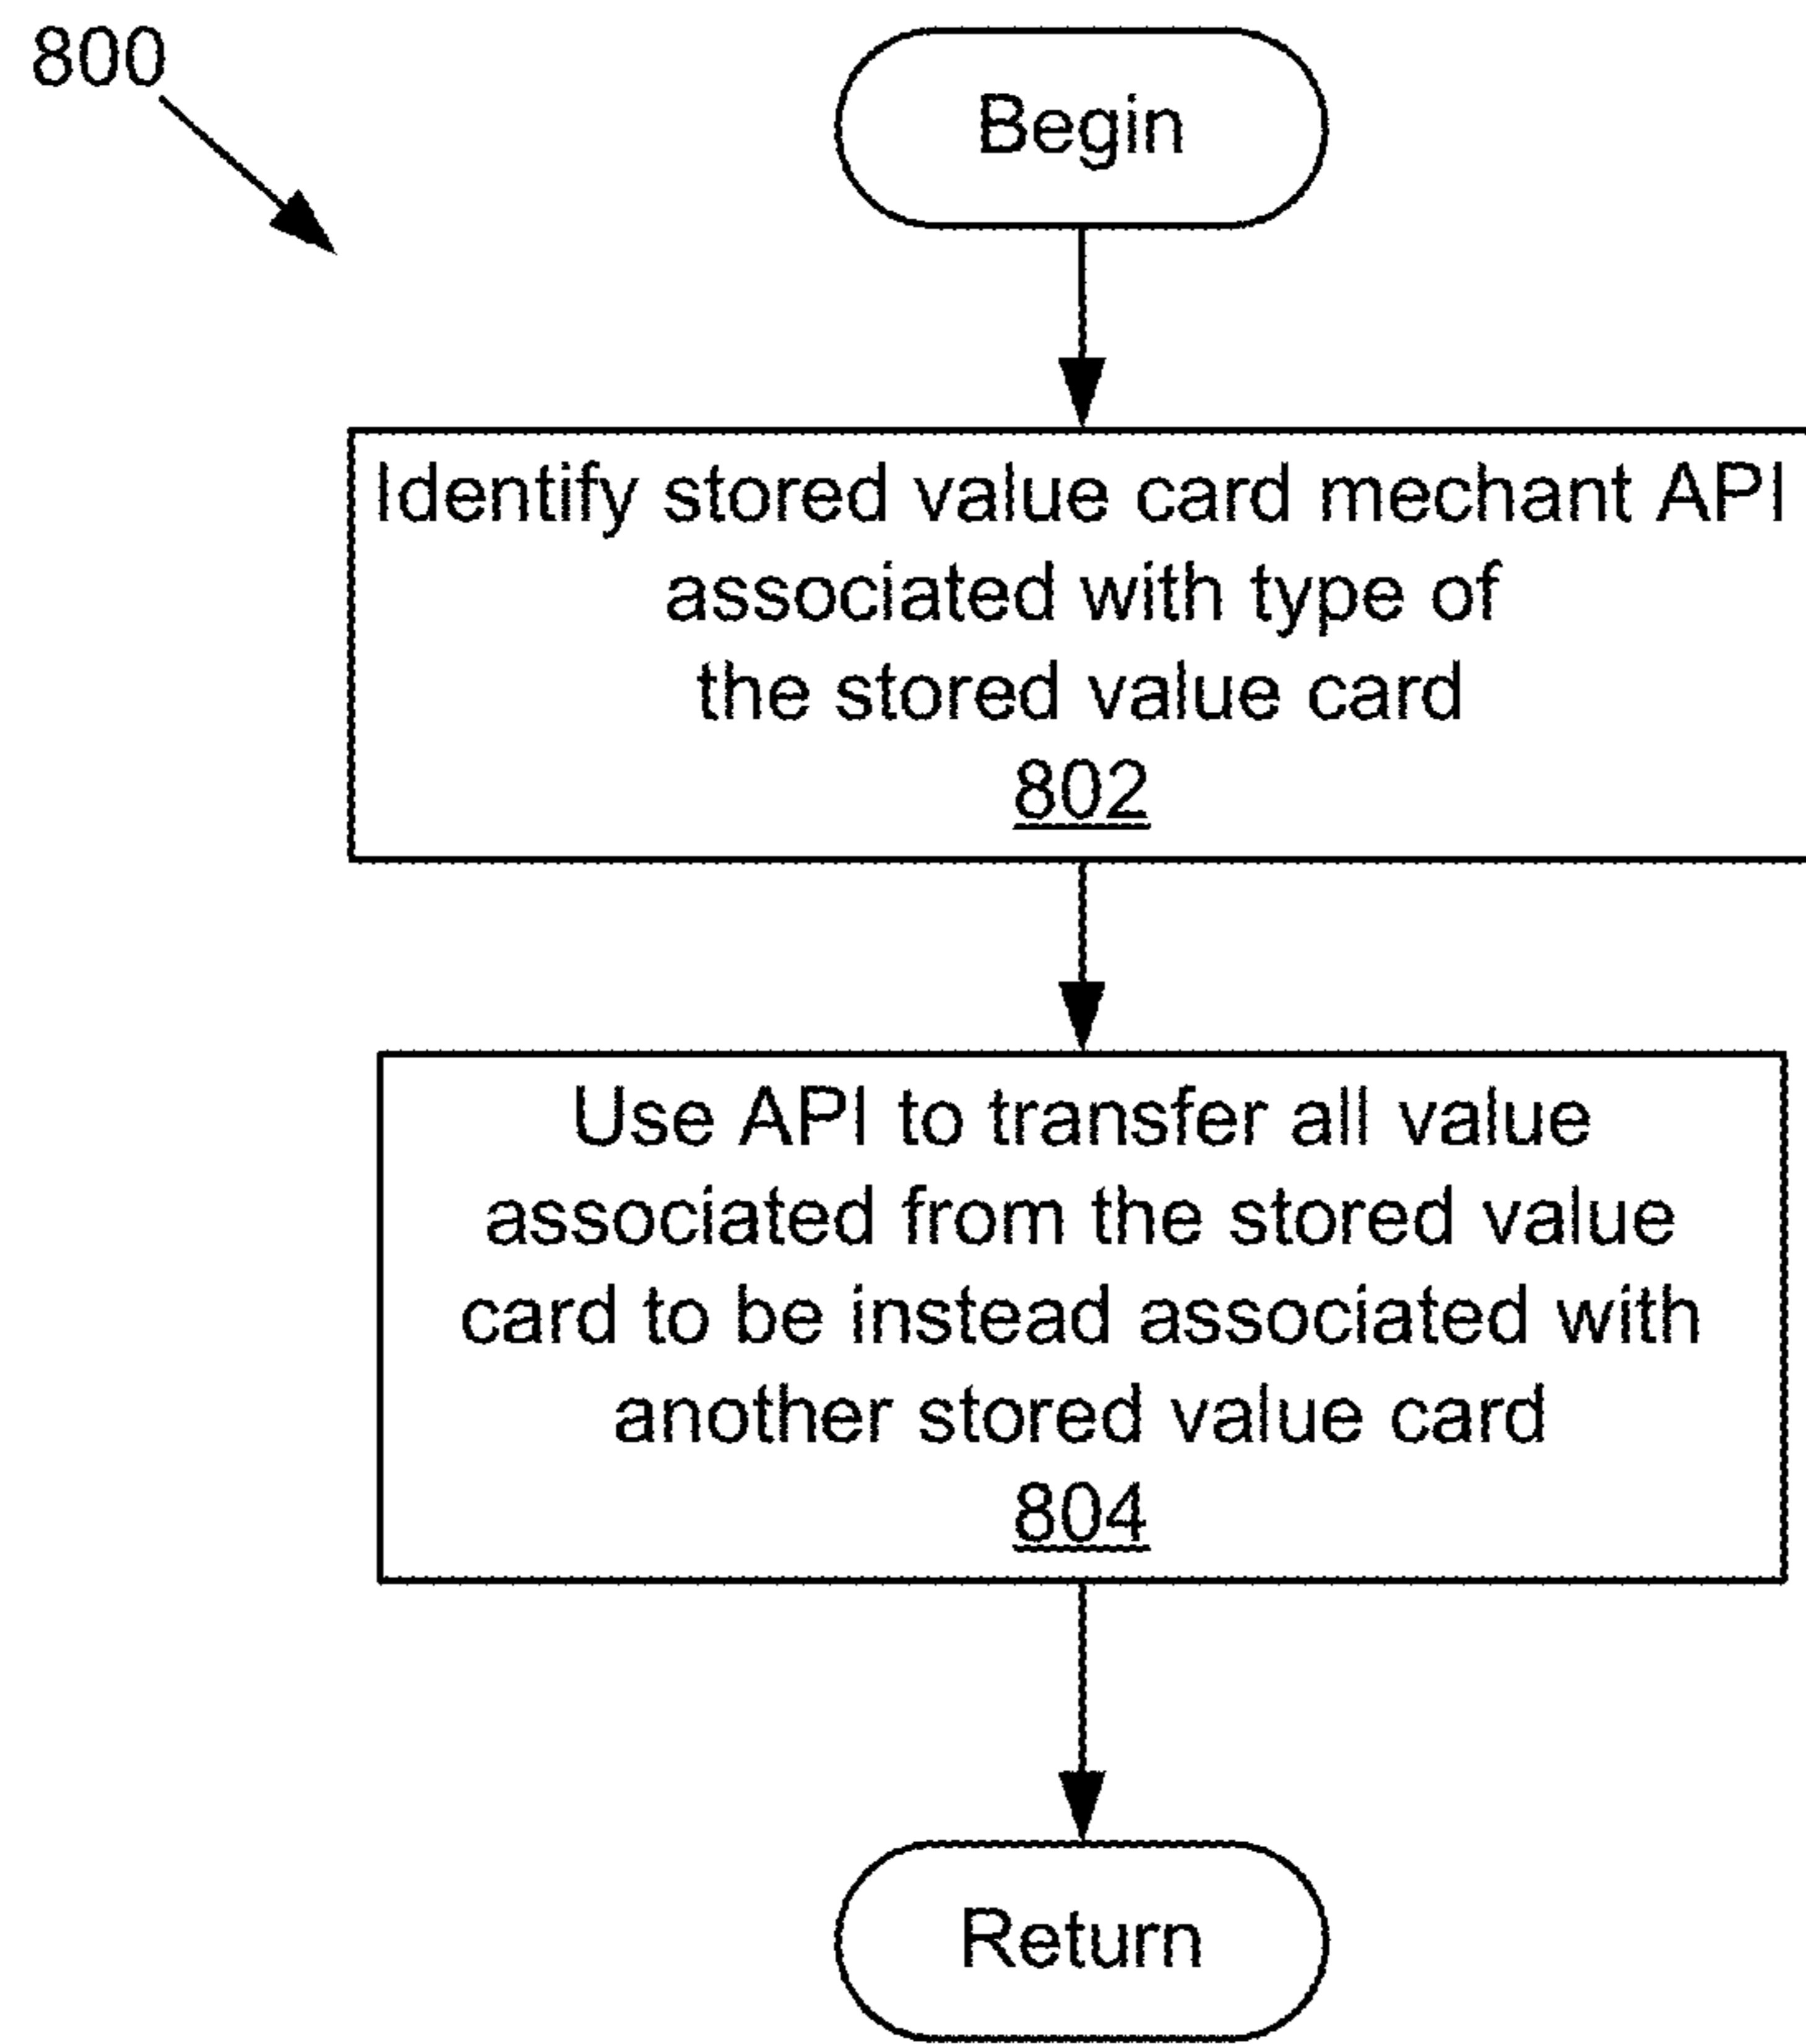 800
Begin
Identify stored value card mechant API
associated with type of
the stored value card
802
Use API to transfer all value
associated from the stored value
card to be instead associated with
another stored value card
804
Return